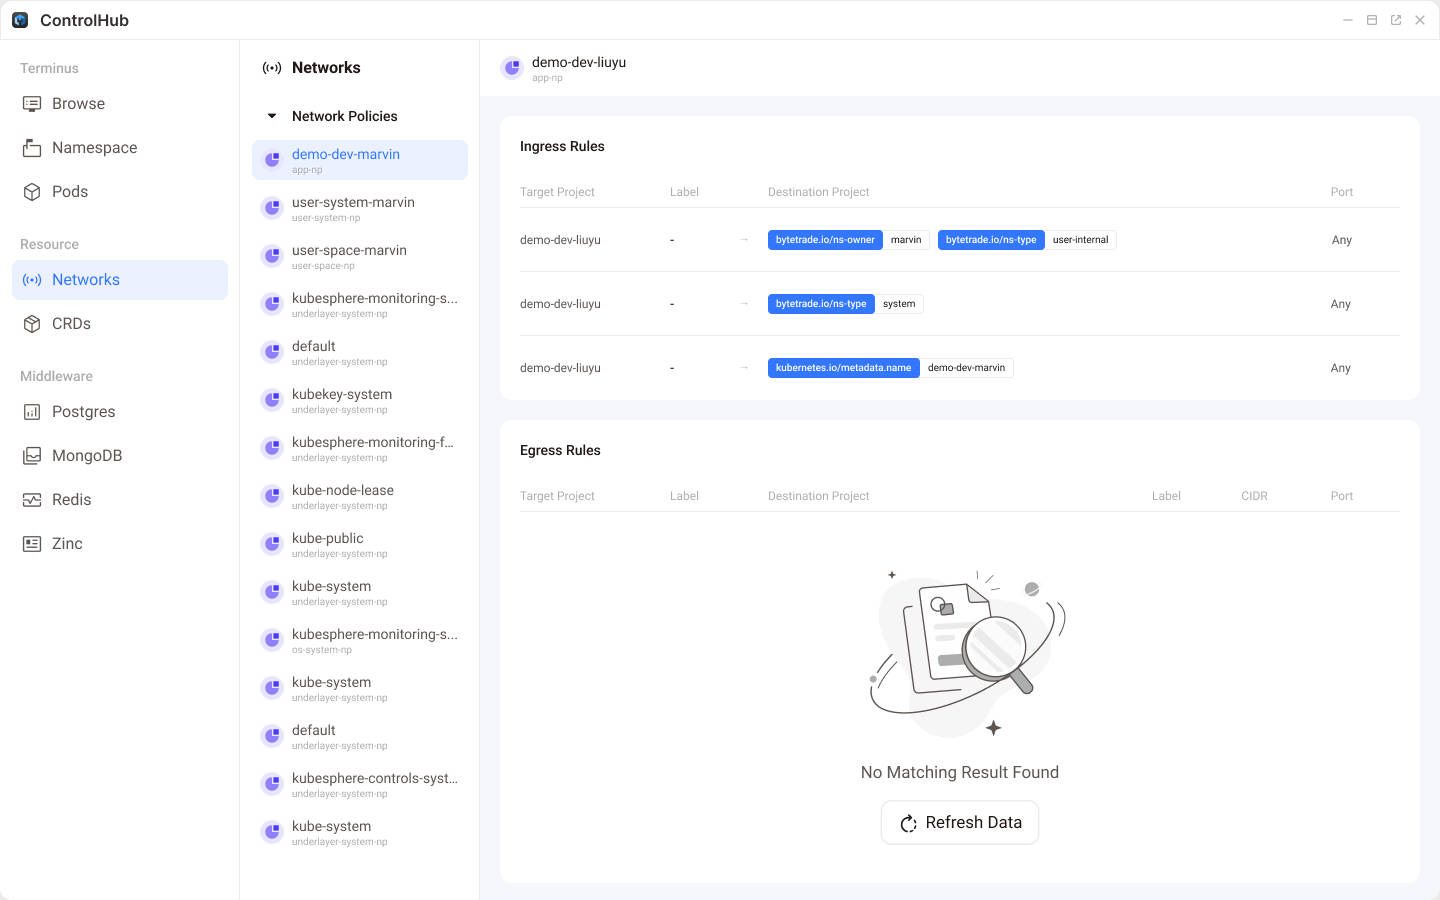 ControlHub
Terminus
Browse
Namespace
Pods
Resource
Networks
CRDs
Middleware
Postgres
MongoDB
Redis
Zinc
Networks
Network Policies
demo-dev-marvin
app-np
user-system-marvin
user-system-np
user-space-marvin
user-space-np
kubesphere-monitoring-s...
underlayer-system-np
default
underlayer-system-np
kubekey-system
underlayer-system-np
kubesphere-monitoring-f...
underlayer-system-np
kube-node-lease
underlayer-system-np
kube-public
underlayer-system-np
kube-system
underlayer-system-np
kubesphere-monitoring-s...
os-system-np
kube-system
underlayer-system-np
default
underlayer-system-np
kubesphere-controls-syst...
underlayer-system-np
kube-system
underlayer-system-np
demo-dev-liuyu
app-np
Ingress Rules
Target Project Label Destination Project Port
demo-dev-liuyu - → bytetrade.io/ns-owner marvin bytetrade.io/ns-type user-internal Any
demo-dev-liuyu - → bytetrade.io/ns-type system Any
demo-dev-liuyu - → kubernetes.io/metadata.name demo-dev-marvin Any
Egress Rules
Target Project Label Destination Project Label CIDR Port
No Matching Result Found
Refresh Data